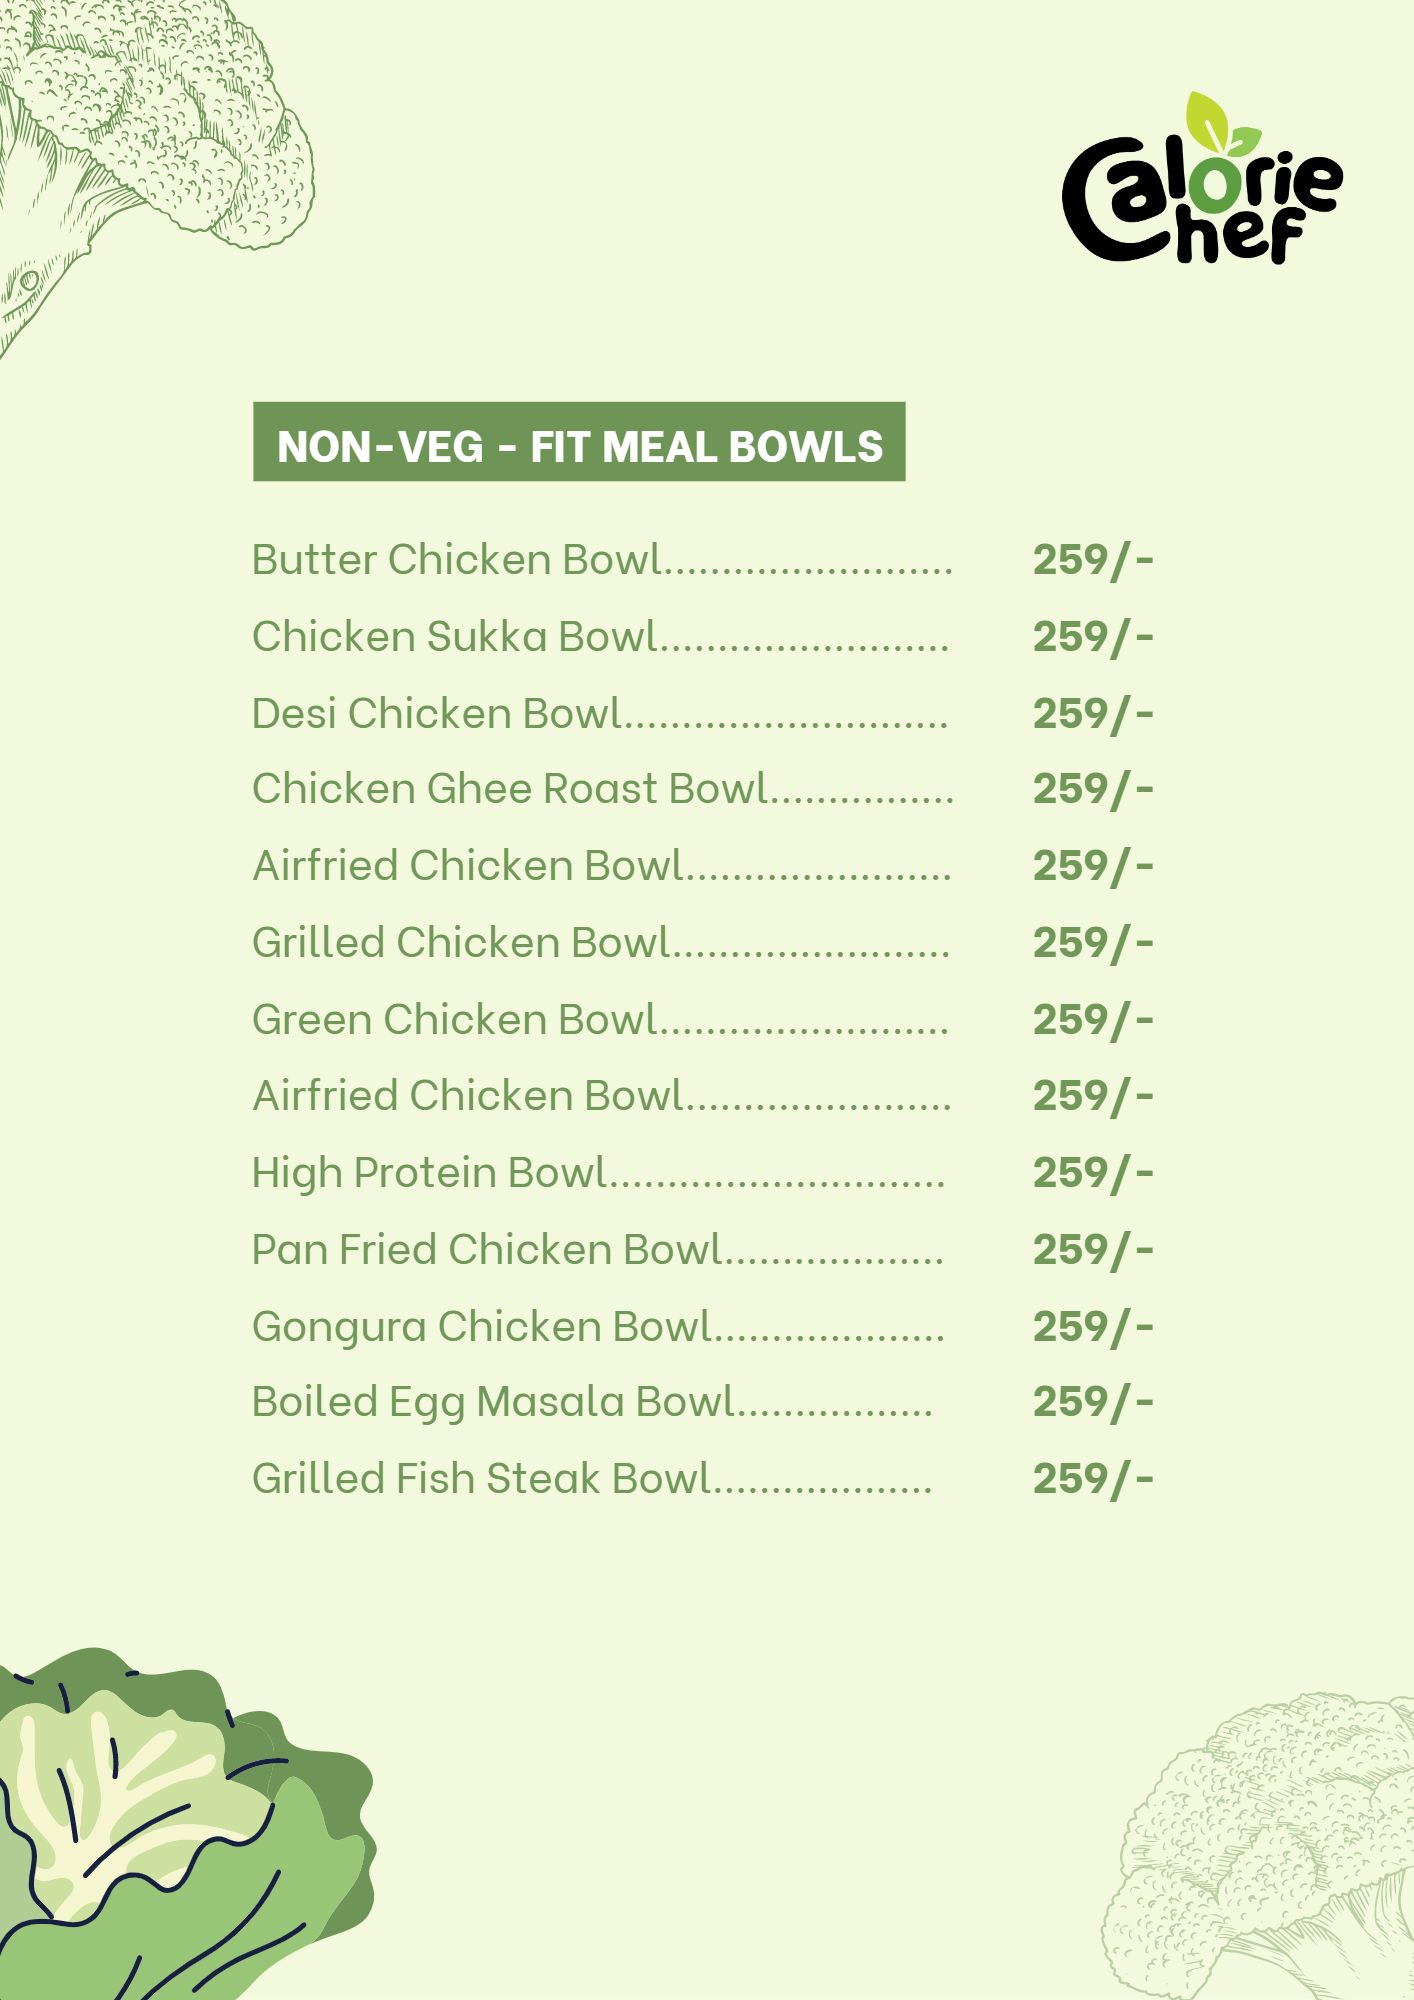 Calorie
Chef
NON-VEG - FIT MEAL BOWLS
Butter Chicken Bowl........................ 259/-
Chicken Sukka Bowl........................ 259/-
Desi Chicken Bowl........................... 259/-
Chicken Ghee Roast Bowl................ 259/-
Airfried Chicken Bowl...................... 259/-
Grilled Chicken Bowl....................... 259/-
Green Chicken Bowl........................ 259/-
Airfried Chicken Bowl...................... 259/-
High Protein Bowl............................ 259/-
Pan Fried Chicken Bowl................... 259/-
Gongura Chicken Bowl.................... 259/-
Boiled Egg Masala Bowl................. 259/-
Grilled Fish Steak Bowl................... 259/-